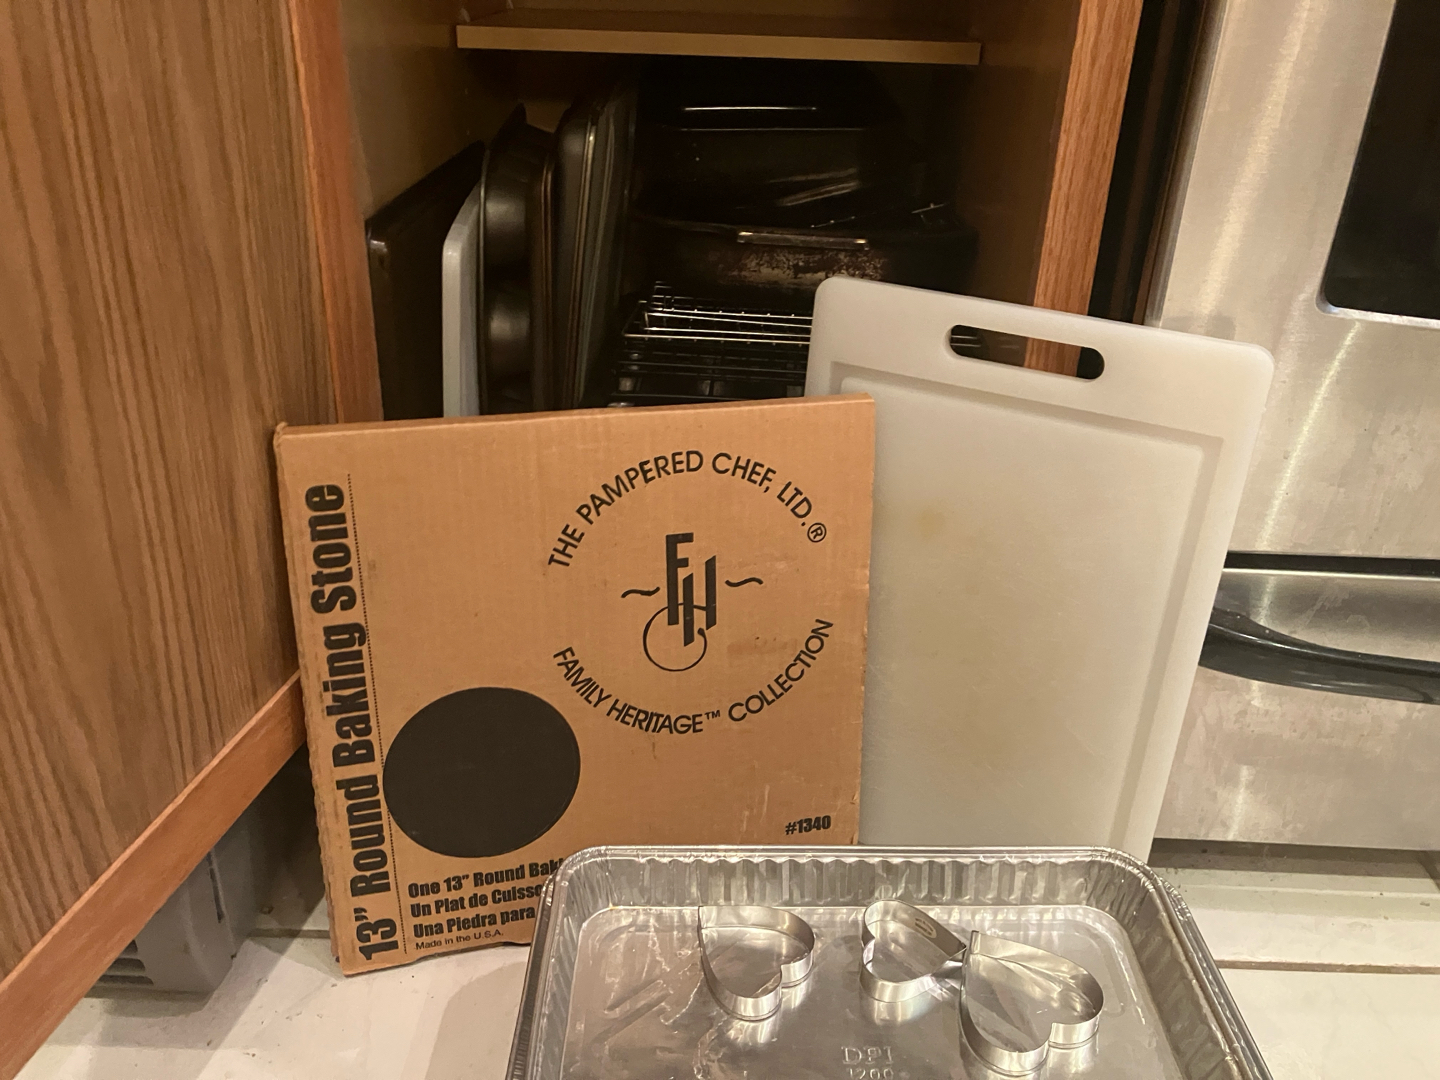 13” Round Baking Stone
THE PAMPERED CHEF, LTD.®
FH
FAMILY HERITAGE™ COLLECTION
#1340
One 13” Round
Un Plat de
Una Piedra para
Made in the U.S.A.
DPI
1200